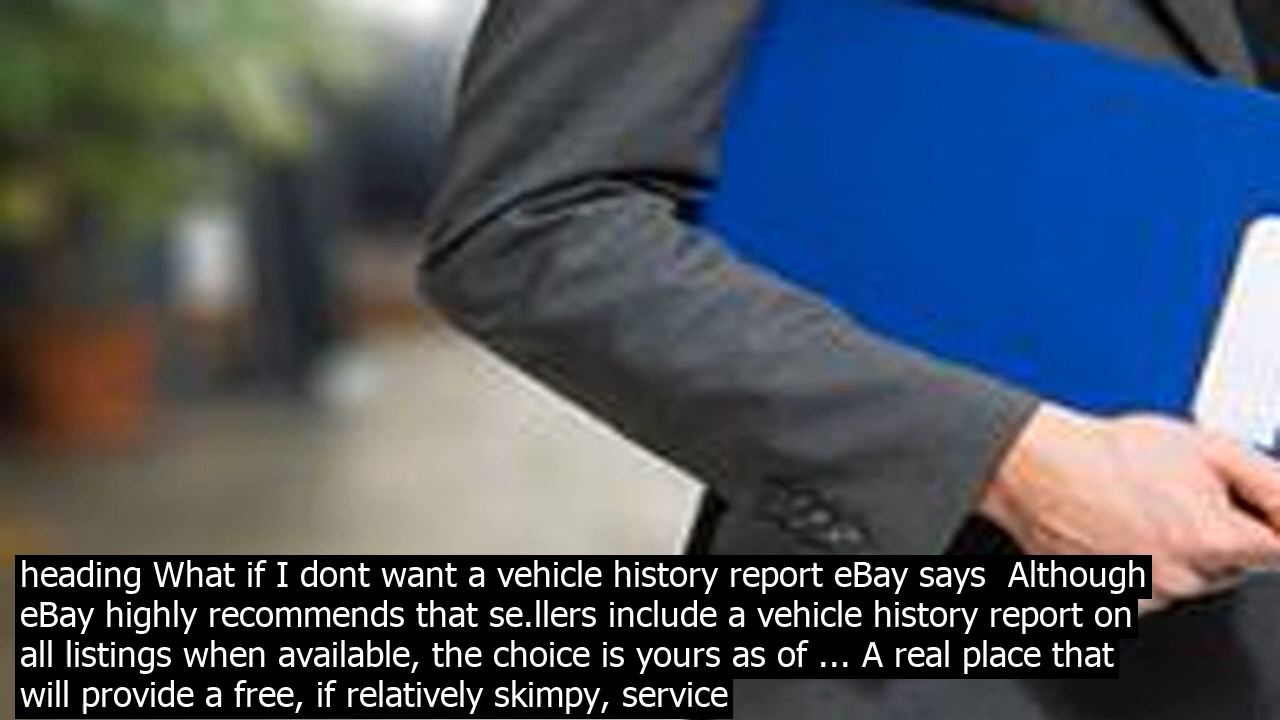 heading What if I dont want a vehicle history report eBay says  Although
eBay highly recommends that se.llers include a vehicle history report on
all listings when available, the choice is yours as of ... A real place that
will provide a free, if relatively skimpy, service